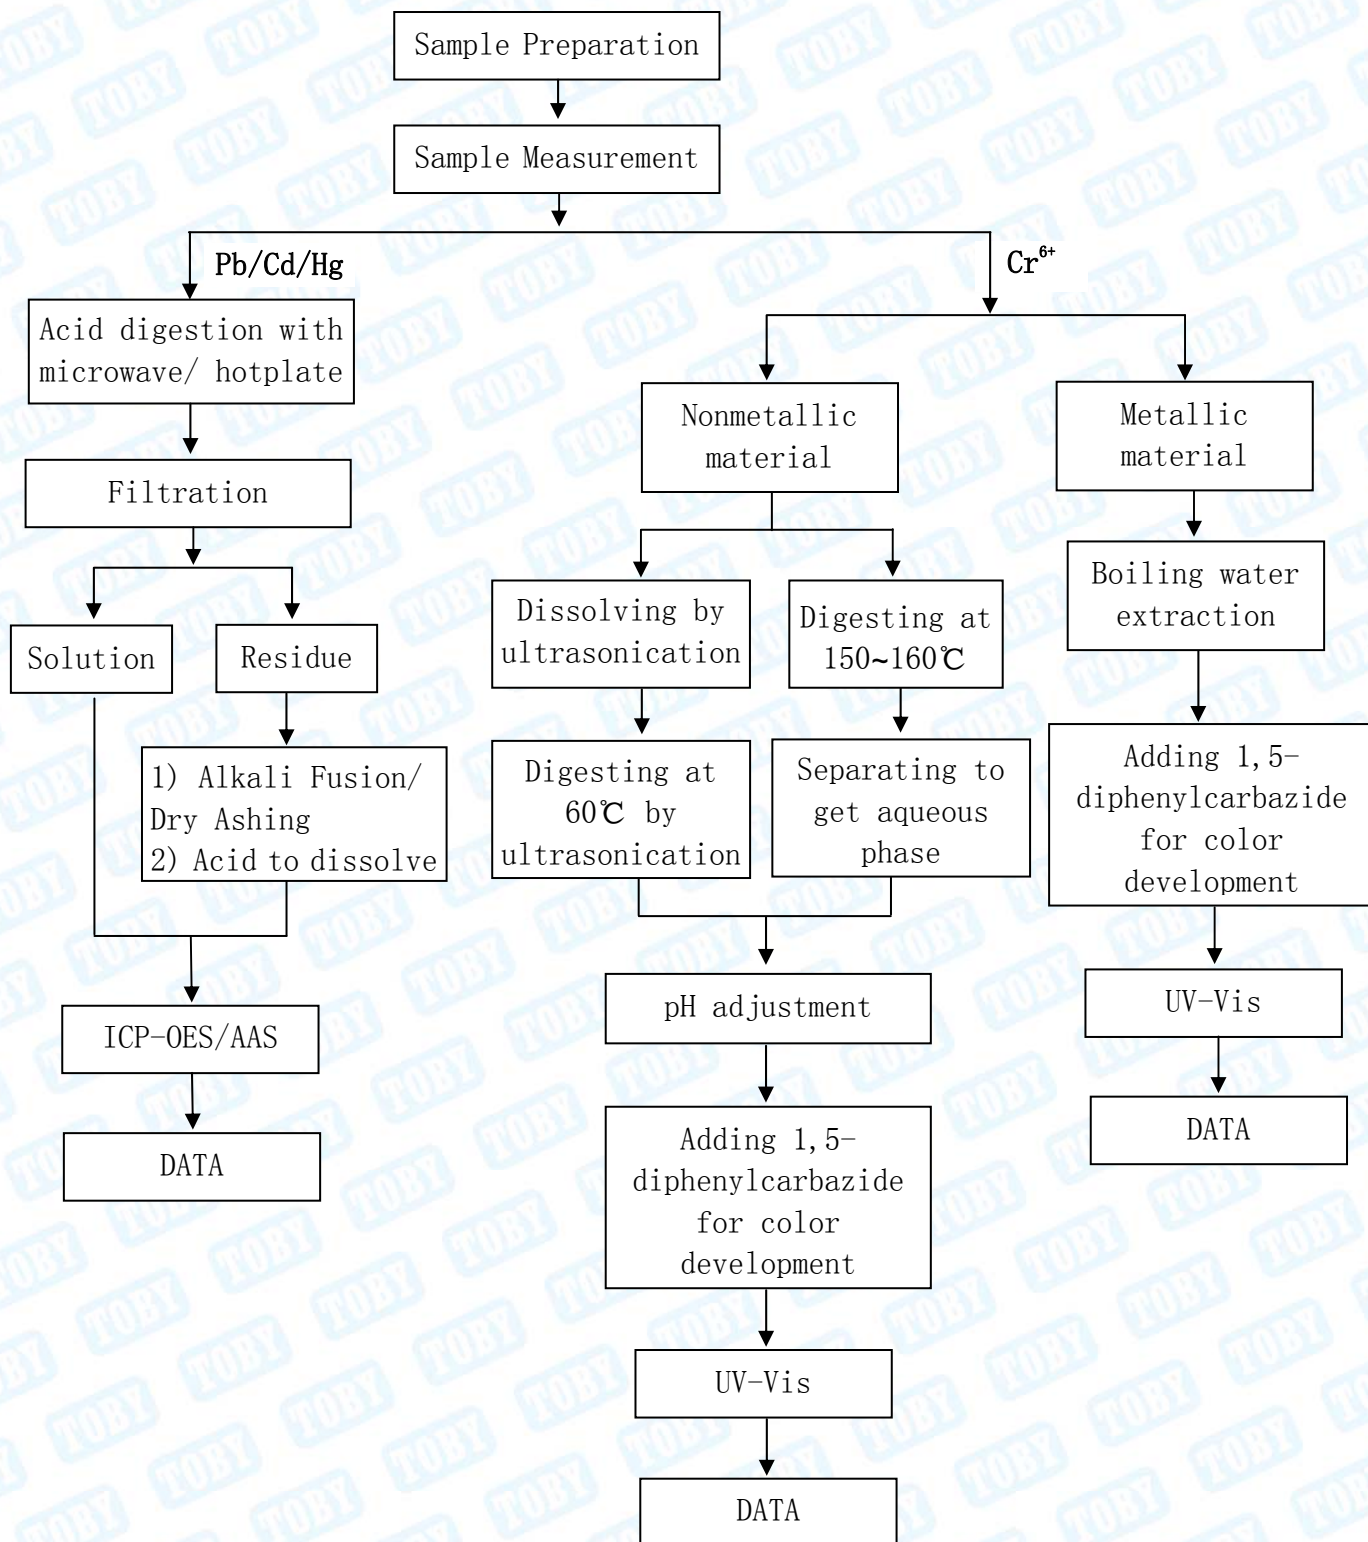 Sample Preparation
Sample Measurement
Pb/Cd/Hg
Cr⁶⁺
Acid digestion with
microwave/ hotplate
Filtration
Solution
Residue
1) Alkali Fusion/
Dry Ashing
2) Acid to dissolve
ICP-OES/AAS
DATA
Nonmetallic
material
Dissolving by
ultrasonication
Digesting at
60℃ by
ultrasonication
Digesting at
150~160℃
Separating to
get aqueous
phase
pH adjustment
Adding 1,5-
diphenylcarbazide
for color
development
UV-Vis
DATA
Metallic
material
Boiling water
extraction
Adding 1,5-
diphenylcarbazide
for color
development
UV-Vis
DATA
TOBY